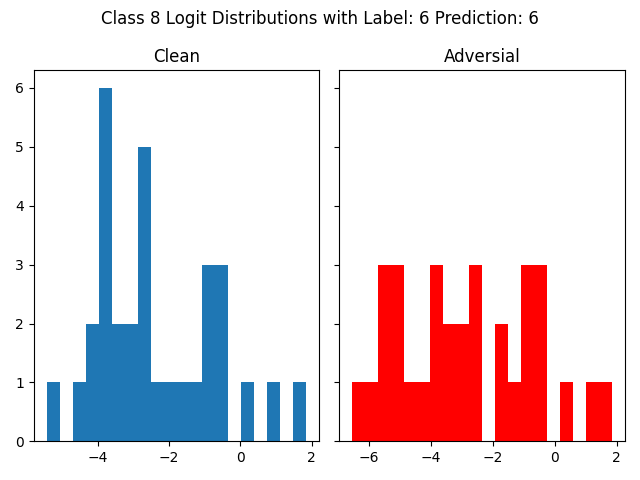 Class 8 Logit Distributions with Label: 6 Prediction: 6
Clean
Adversial
6
5
4
3
2
1
0
−4 −2 0 2
−6 −4 −2 0 2